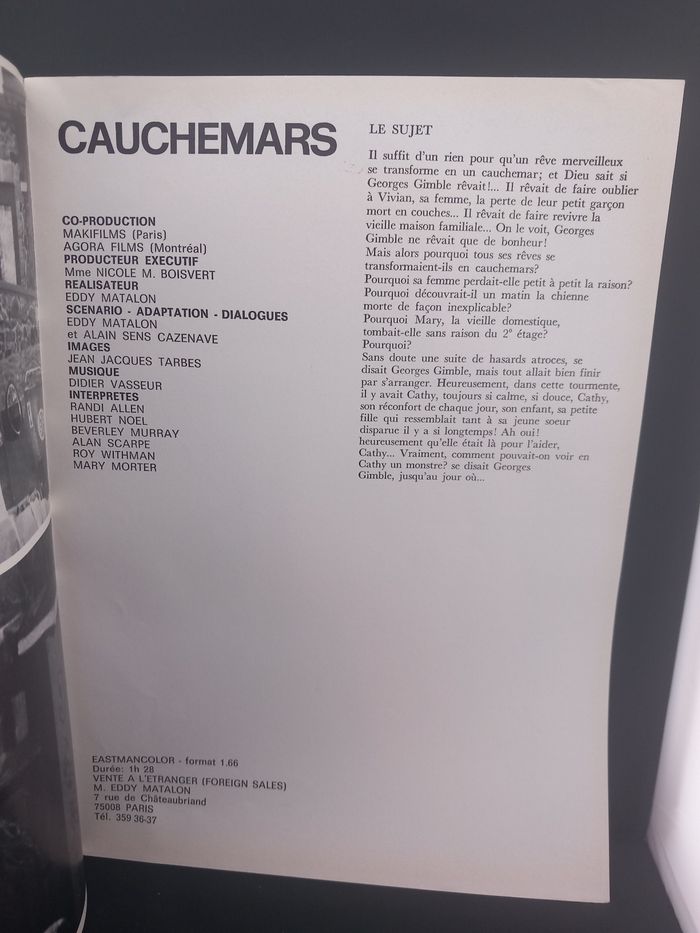 CAUCHEMARS
CO-PRODUCTION
MAKIFILMS (Paris)
AGORA FILMS (Montréal)
PRODUCTEUR EXECUTIF
Mme NICOLE M. BOISVERT
REALISATEUR
EDDY MATALON
SCENARIO - ADAPTATION - DIALOGUES
EDDY MATALON
et ALAIN SENS CAZENAVE
IMAGES
JEAN JACQUES TARBES
MUSIQUE
DIDIER VASSEUR
INTERPRETES
RANDI ALLEN
HUBERT NOEL
BEVERLEY MURRAY
ALAN SCARPE
ROY WITHMAN
MARY MORTER
EASTMANCOLOR - format 1.66
Durée: 1h 28
VENTE A L'ETRANGER (FOREIGN SALES)
M. EDDY MATALON
7 rue de Châteaubriand
75008 PARIS
Tél. 359 36-37
LE SUJET
Il suffit d'un rien pour qu'un rêve merveilleux
se transforme en un cauchemar; et Dieu sait si
Georges Gimble rêvait!... Il rêvait de faire oublier
à Vivian, sa femme, la perte de leur petit garçon
mort en couches... Il rêvait de faire revivre la
vieille maison familiale... On le voit, Georges
Gimble ne rêvait que de bonheur!
Mais alors pourquoi tous ses rêves se
transformaient-ils en cauchemars?
Pourquoi sa femme perdait-elle petit à petit la raison?
Pourquoi découvrait-il un matin la chienne
morte de façon inexplicable?
Pourquoi Mary, la vieille domestique,
tombait-elle sans raison du 2e étage?
Pourquoi?
Sans doute une suite de hasards atroces, se
disait Georges Gimble, mais tout allait bien finir
par s'arranger. Heureusement, dans cette tourmente,
il y avait Cathy, toujours si calme, si douce, Cathy,
son réconfort de chaque jour, son enfant, sa petite
fille qui ressemblait tant à sa jeune soeur
disparue il y a si longtemps! Ah oui!
heureusement qu'elle était là pour l'aider,
Cathy... Vraiment, comment pouvait-on voir en
Cathy un monstre? se disait Georges
Gimble, jusqu'au jour où...